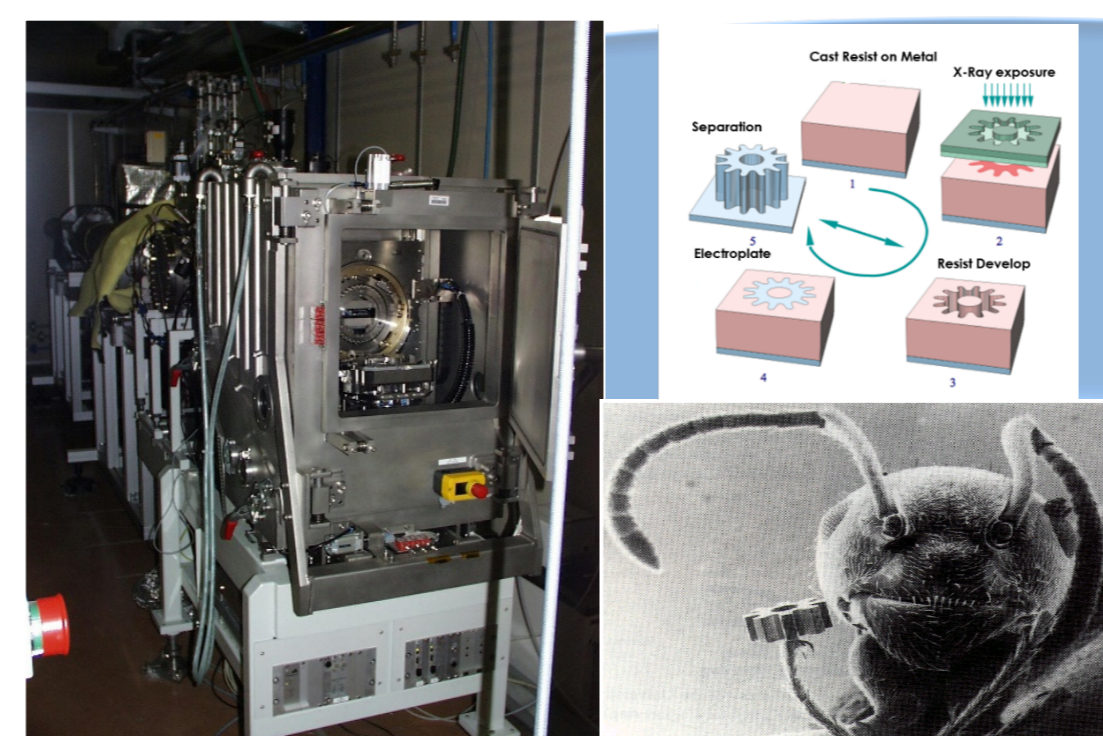 Cast Resist on Metal
X-Ray exposure
Separation
1
2
5
Electroplate
Resist Develop
4
3